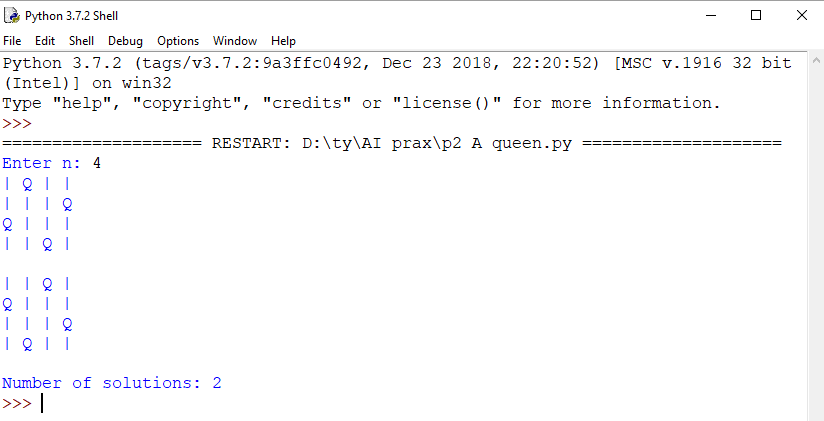 Python 3.7.2 Shell
File Edit Shell Debug Options Window Help
Python 3.7.2 (tags/v3.7.2:9a3ffc0492, Dec 23 2018, 22:20:52) [MSC v.1916 32 bit
(Intel)] on win32
Type "help", "copyright", "credits" or "license()" for more information.
>>>
==================== RESTART: D:\ty\AI prax\p2 A queen.py ====================
Enter n: 4
| Q | |
| | | Q
Q | | |
| | Q |

| | Q |
Q | | |
| | | Q
| Q | |

Number of solutions: 2
>>>